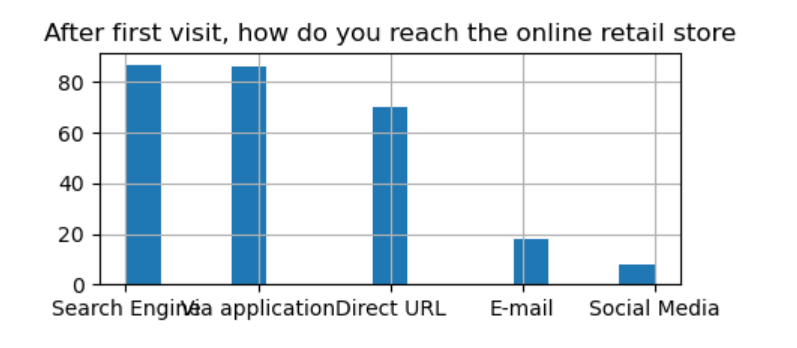 After first visit, how do you reach the online retail store
80
60
40
20
0
Search Engine Via application Direct URL E-mail Social Media